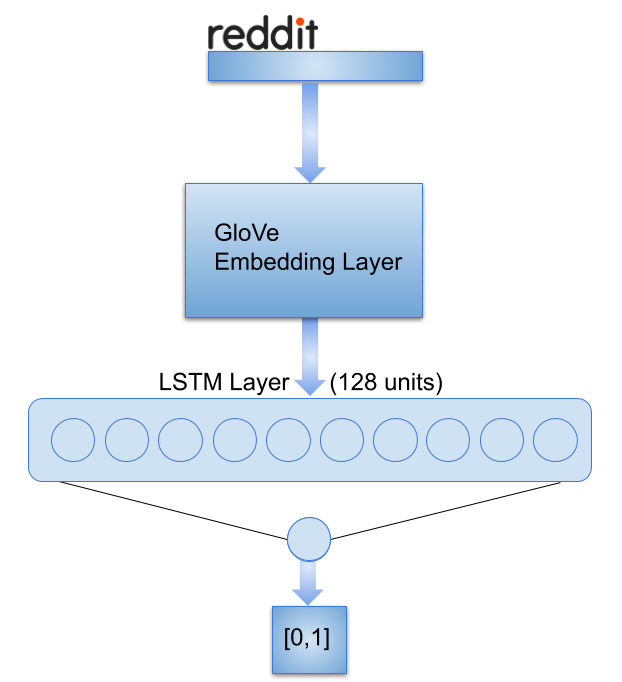 reddit
GloVe
Embedding Layer
LSTM Layer (128 units)
[0,1]